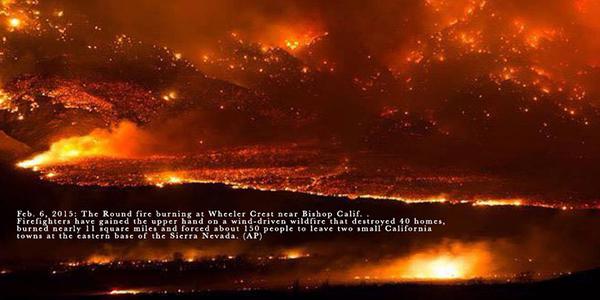 Feb. 6, 2015: The Round fire burning at Wheeler Crest near Bishop Calif. .
Firefighters have gained the upper hand on a wind-driven wildfire that destroyed 40 homes,
burned nearly 11 square miles and forced about 150 people to leave two small California
towns at the eastern base of the Sierra Nevada. (AP)